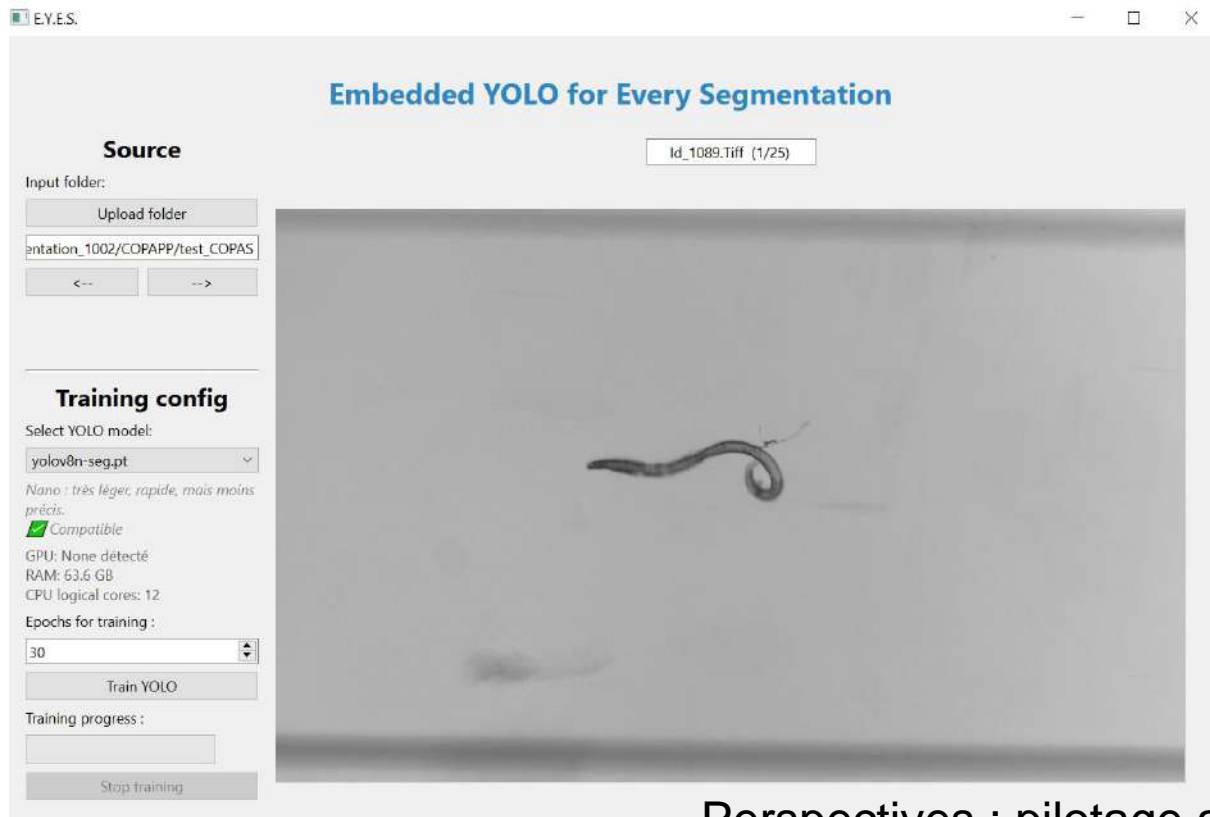 E.Y.E.S.
Embedded YOLO for Every Segmentation
Source
Id_1089.Tiff (1/25)
Input folder:
Upload folder
entation_1002/COPAPP/test_COPAS
<-- -->
Training config
Select YOLO model:
yolov8n-seg.pt
Nano : très léger, rapide, mais moins
précis.
Compatible
GPU: None détecté
RAM: 63.6 GB
CPU logical cores: 12
Epochs for training :
30
Train YOLO
Training progress :
Stop training
Perspectives : pilotage